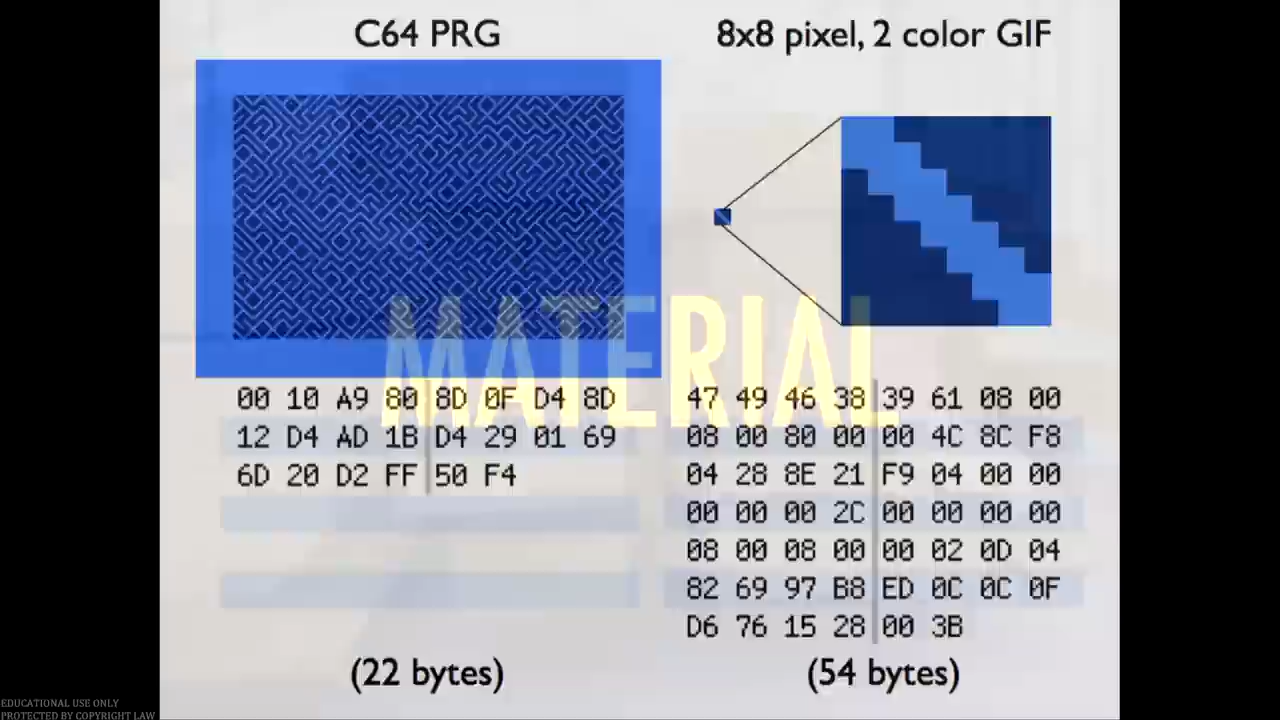 C64 PRG
8x8 pixel, 2 color GIF
MATERIAL
00 10 A9 80 8D 0F D4 8D
12 D4 AD 1B D4 29 01 69
6D 20 D2 FF 50 F4
47 49 46 38 39 61 08 00
08 00 80 00 00 4C 8C F8
04 28 8E 21 F9 04 00 00
00 00 00 2C 00 00 00 00
08 00 08 00 00 02 0D 04
82 69 97 B8 ED 0C 0C 0F
D6 76 15 28 00 3B
(22 bytes)
(54 bytes)
EDUCATIONAL USE ONLY
PROTECTED BY COPYRIGHT LAW